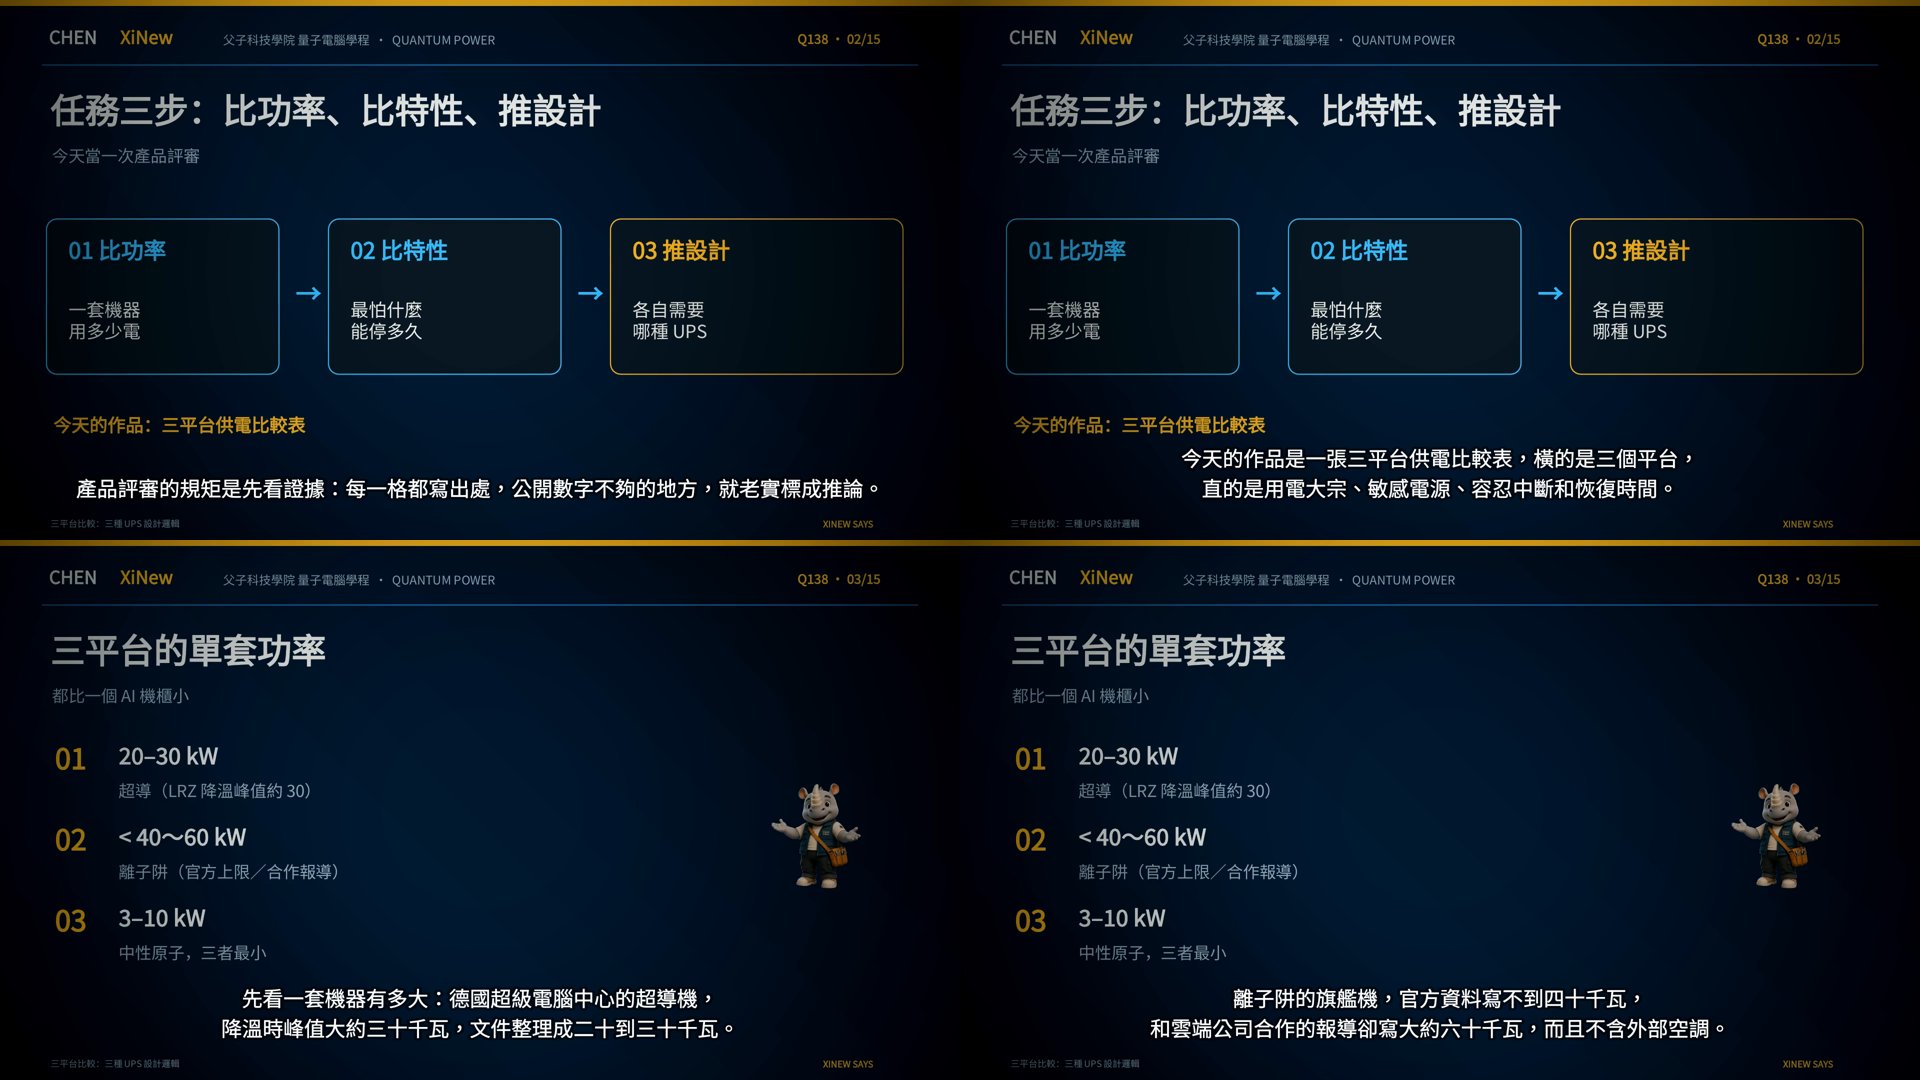 CHEN XiNew 父子科技學院 量子電腦學程 · QUANTUM POWER Q138 · 02/15
任務三步：比功率、比特性、推設計
今天當一次產品評審
01 比功率
一套機器
用多少電
→
02 比特性
最怕什麼
能停多久
→
03 推設計
各自需要
哪種 UPS
今天的作品：三平台供電比較表
產品評審的規矩是先看證據：每一格都寫出處，公開數字不夠的地方，就老實標成推論。
三平台比較：三種 UPS 設計邏輯 XINEW SAYS
CHEN XiNew 父子科技學院 量子電腦學程 · QUANTUM POWER Q138 · 02/15
任務三步：比功率、比特性、推設計
今天當一次產品評審
01 比功率
一套機器
用多少電
→
02 比特性
最怕什麼
能停多久
→
03 推設計
各自需要
哪種 UPS
今天的作品：三平台供電比較表
今天的作品是一張三平台供電比較表，橫的是三個平台，
直的是用電大宗、敏感電源、容忍中斷和恢復時間。
三平台比較：三種 UPS 設計邏輯 XINEW SAYS
CHEN XiNew 父子科技學院 量子電腦學程 · QUANTUM POWER Q138 · 03/15
三平台的單套功率
都比一個 AI 機櫃小
01 20–30 kW
超導（LRZ 降溫峰值約 30）
02 < 40～60 kW
離子阱（官方上限／合作報導）
03 3–10 kW
中性原子，三者最小
先看一套機器有多大：德國超級電腦中心的超導機，
降溫時峰值大約三十千瓦，文件整理成二十到三十千瓦。
三平台比較：三種 UPS 設計邏輯 XINEW SAYS
CHEN XiNew 父子科技學院 量子電腦學程 · QUANTUM POWER Q138 · 03/15
三平台的單套功率
都比一個 AI 機櫃小
01 20–30 kW
超導（LRZ 降溫峰值約 30）
02 < 40～60 kW
離子阱（官方上限／合作報導）
03 3–10 kW
中性原子，三者最小
離子阱的旗艦機，官方資料寫不到四十千瓦，
和雲端公司合作的報導卻寫大約六十千瓦，而且不含外部空調。
三平台比較：三種 UPS 設計邏輯 XINEW SAYS